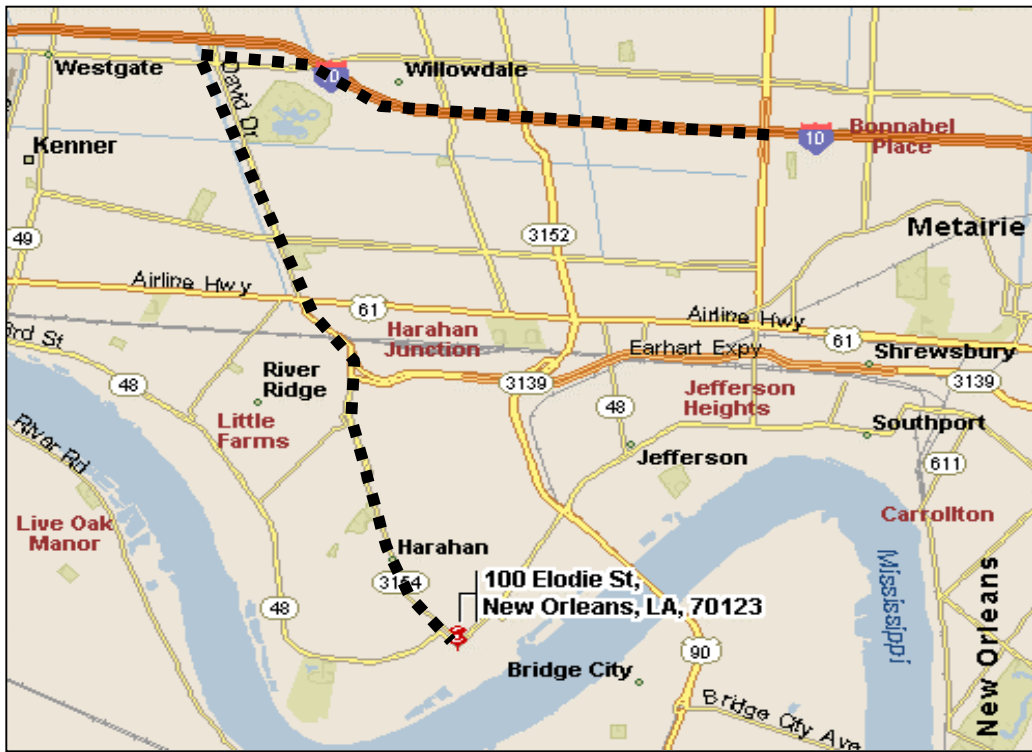 Westgate
10
Willowdale
David Dr
10
Bonnabel
Place
Kenner
Metairie
49
3152
Airline Hwy
61
Airline Hwy
3rd St
Harahan
Junction
Earhart Expy
61
Shrewsbury
River
Ridge
48
3139
Jefferson
Heights
3139
Little
Farms
48
Southport
River Rd
Jefferson
611
Live Oak
Manor
Carrollton
Harahan
3154
100 Elodie St,
New Orleans, LA, 70123
48
Mississippi
New Orleans
90
Bridge City
Bridge City Ave